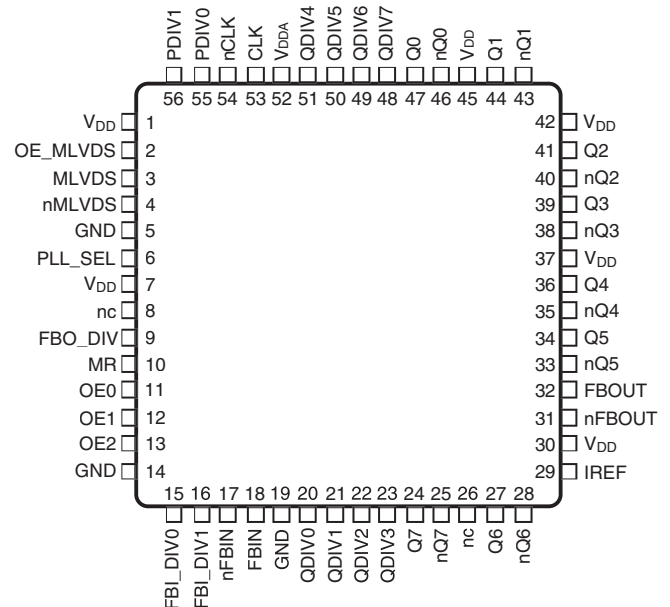 PDIV1
PDIV0
nCLK
CLK
VDDA
QDIV4
QDIV5
QDIV6
QDIV7
Q0
nQ0
VDD
Q1
nQ1
56 55 54 53 52 51 50 49 48 47 46 45 44 43
VDD 1
OE_MLVDS 2
MLVDS 3
nMLVDS 4
GND 5
PLL_SEL 6
VDD 7
nc 8
FBO_DIV 9
MR 10
OE0 11
OE1 12
OE2 13
GND 14
42 VDD
41 Q2
40 nQ2
39 Q3
38 nQ3
37 VDD
36 Q4
35 nQ4
34 Q5
33 nQ5
32 FBOUT
31 nFBOUT
30 VDD
29 IREF
15 16 17 18 19 20 21 22 23 24 25 26 27 28
FBI_DIV0
FBI_DIV1
nFBIN
FBIN
GND
QDIV0
QDIV1
QDIV2
QDIV3
Q7
nQ7
nc
Q6
nQ6